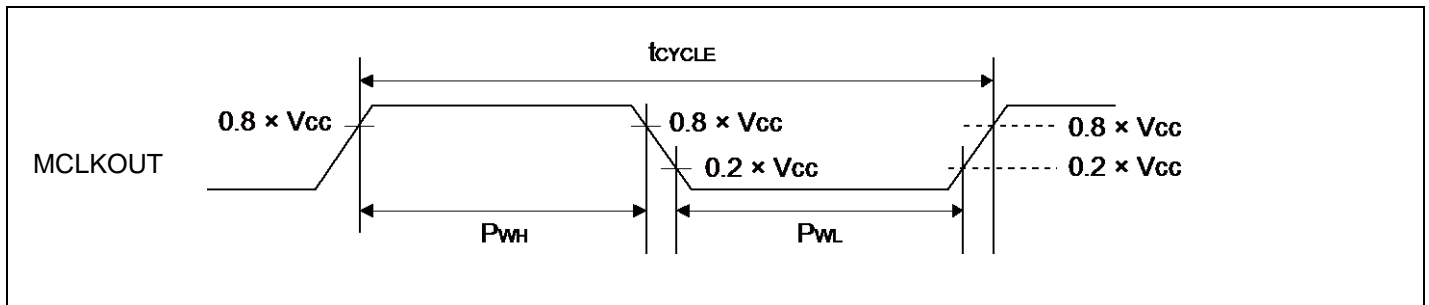 tCYCLE
0.8 × Vcc
0.8 × Vcc
0.8 × Vcc
MCLKOUT
0.2 × Vcc
0.2 × Vcc
PWH
PWL